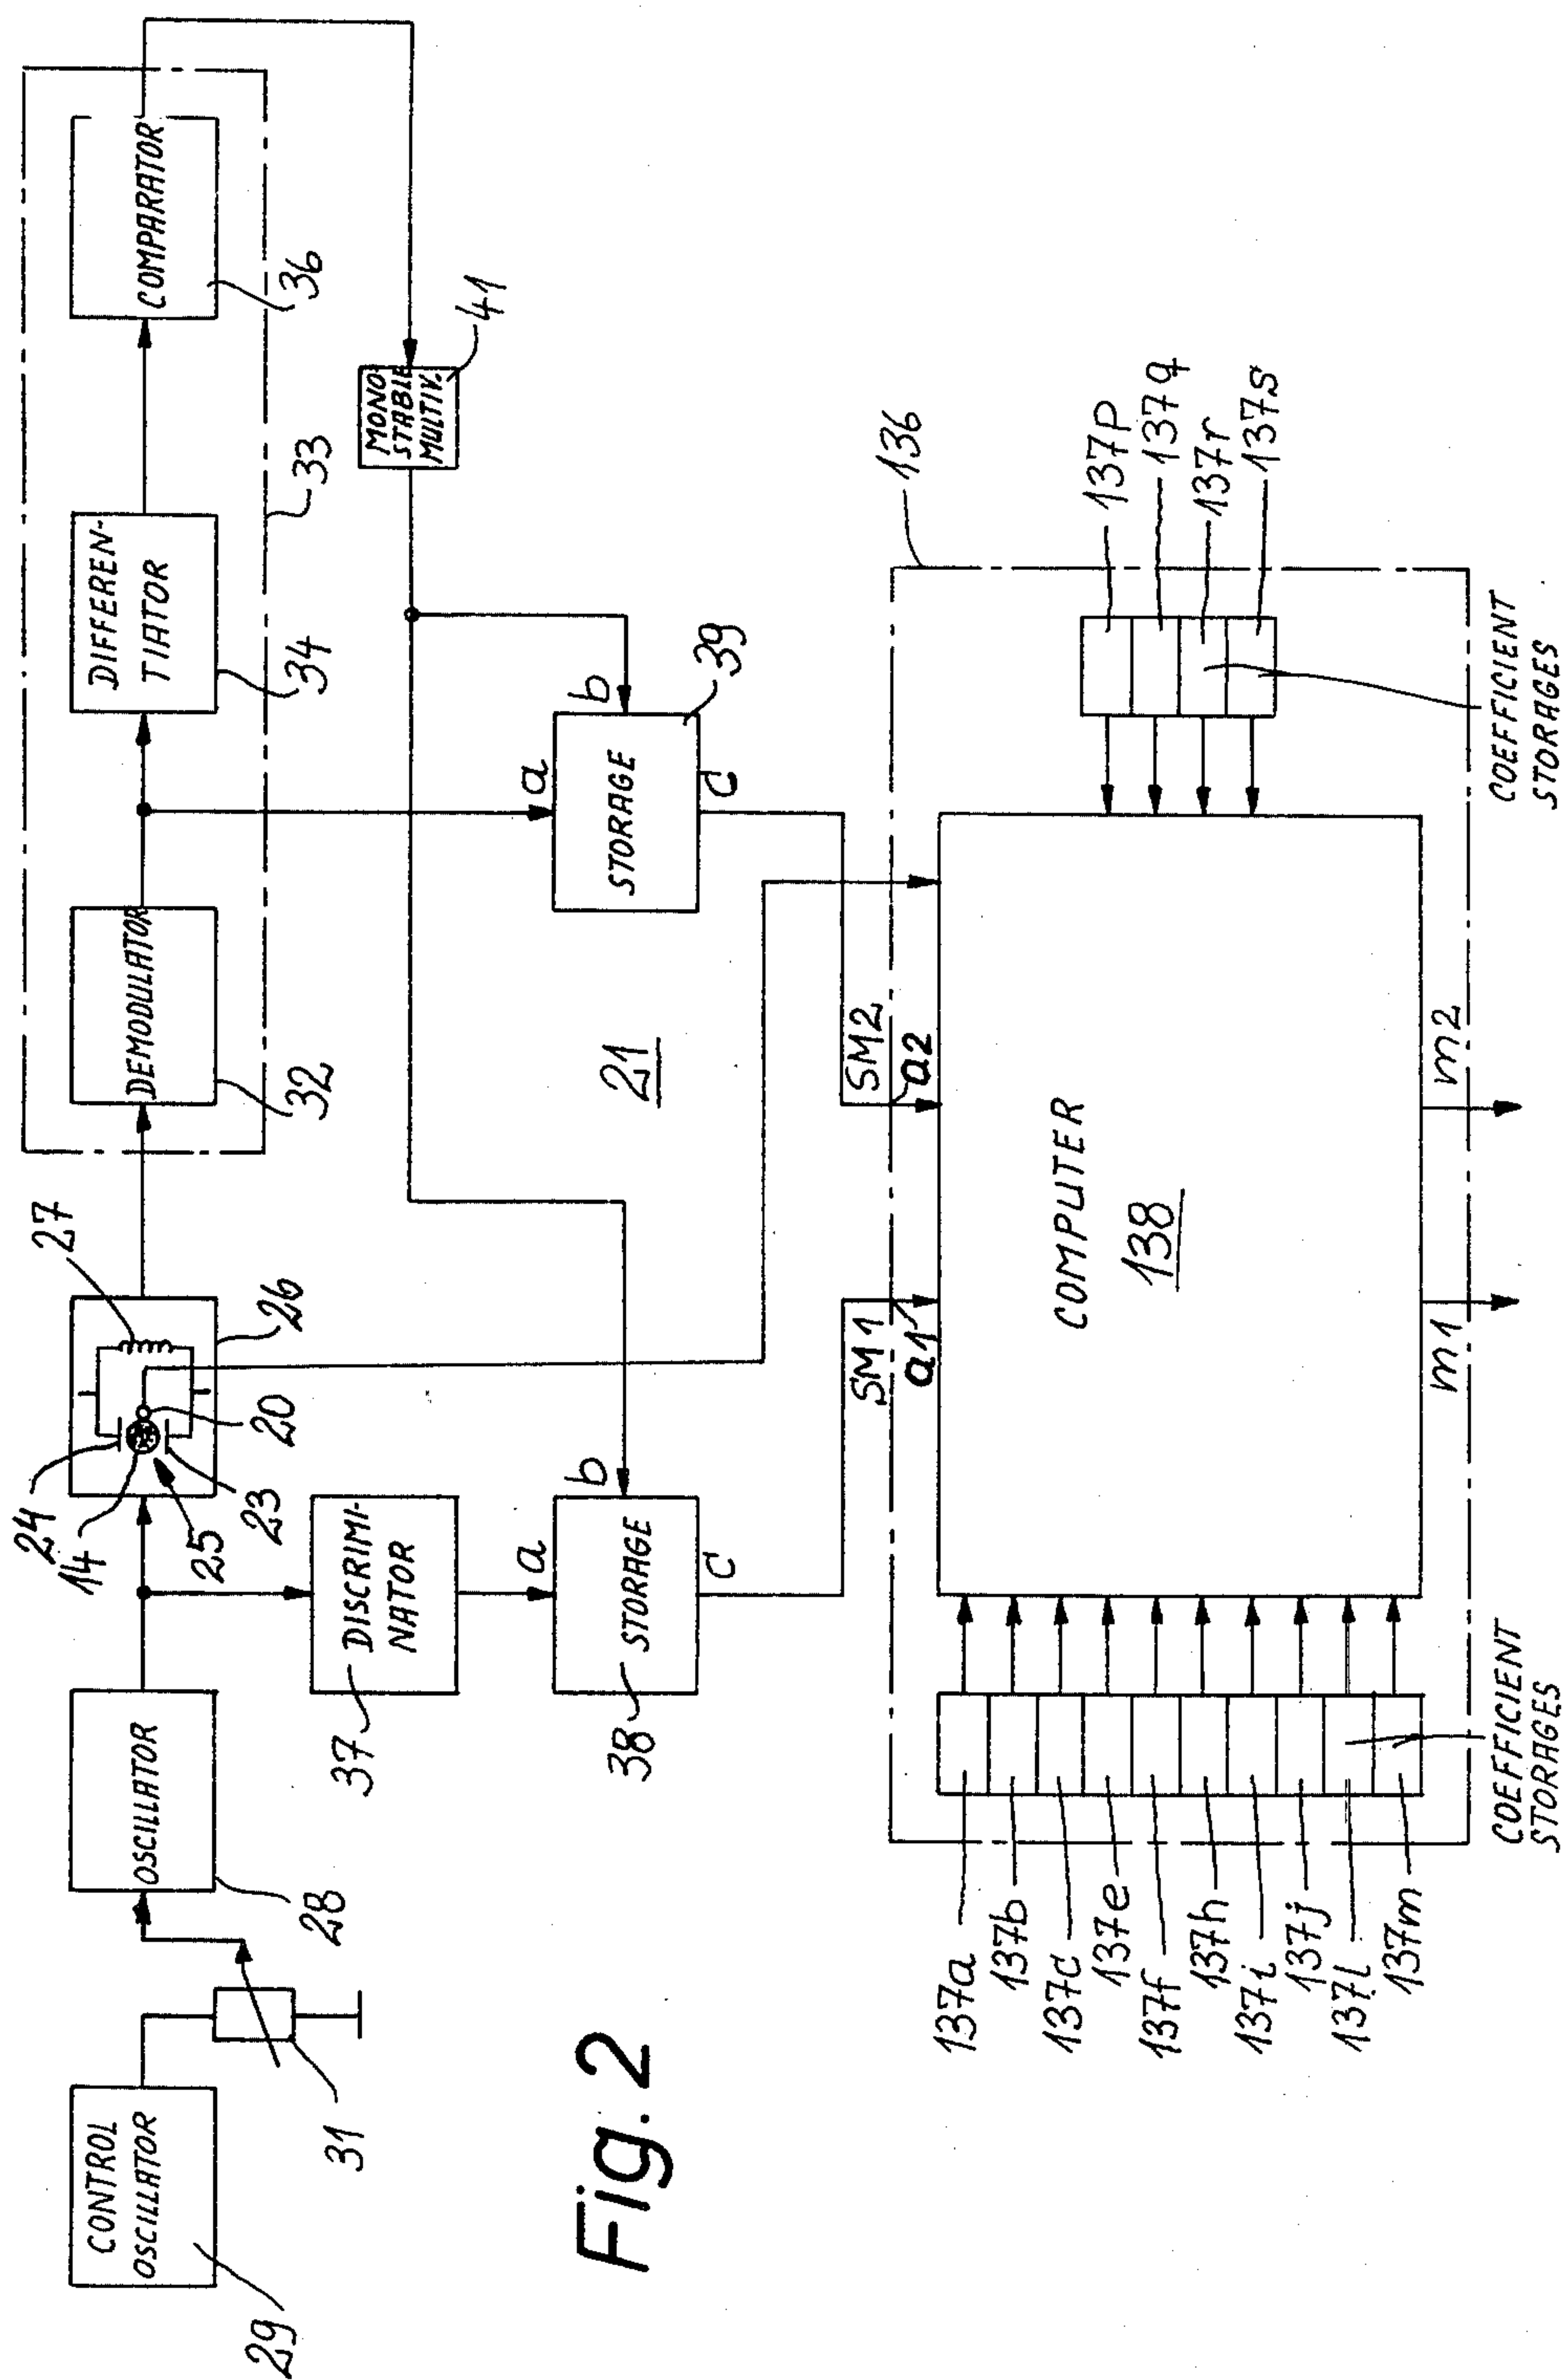 CONTROL
OSCILLATOR
29
31
OSCILLATOR
28
24
14
25
23
20
26
27
DEMODULATOR
32
DIFFEREN-
TIATOR
34
33
COMPARATOR
36
MONO-
STABLE
MULTIV.
41
37
DISCRIMI-
NATOR
a
b
38
STORAGE
c
a
b
STORAGE
39
c
21
SM1
a1
SM2
a2
136
COMPUTER
138
137a
137b
137c
137e
137f
137h
137i
137j
137l
137m
137p
137q
137r
137s
COEFFICIENT
STORAGES
m1
m2
COEFFICIENT
STORAGES
Fig. 2